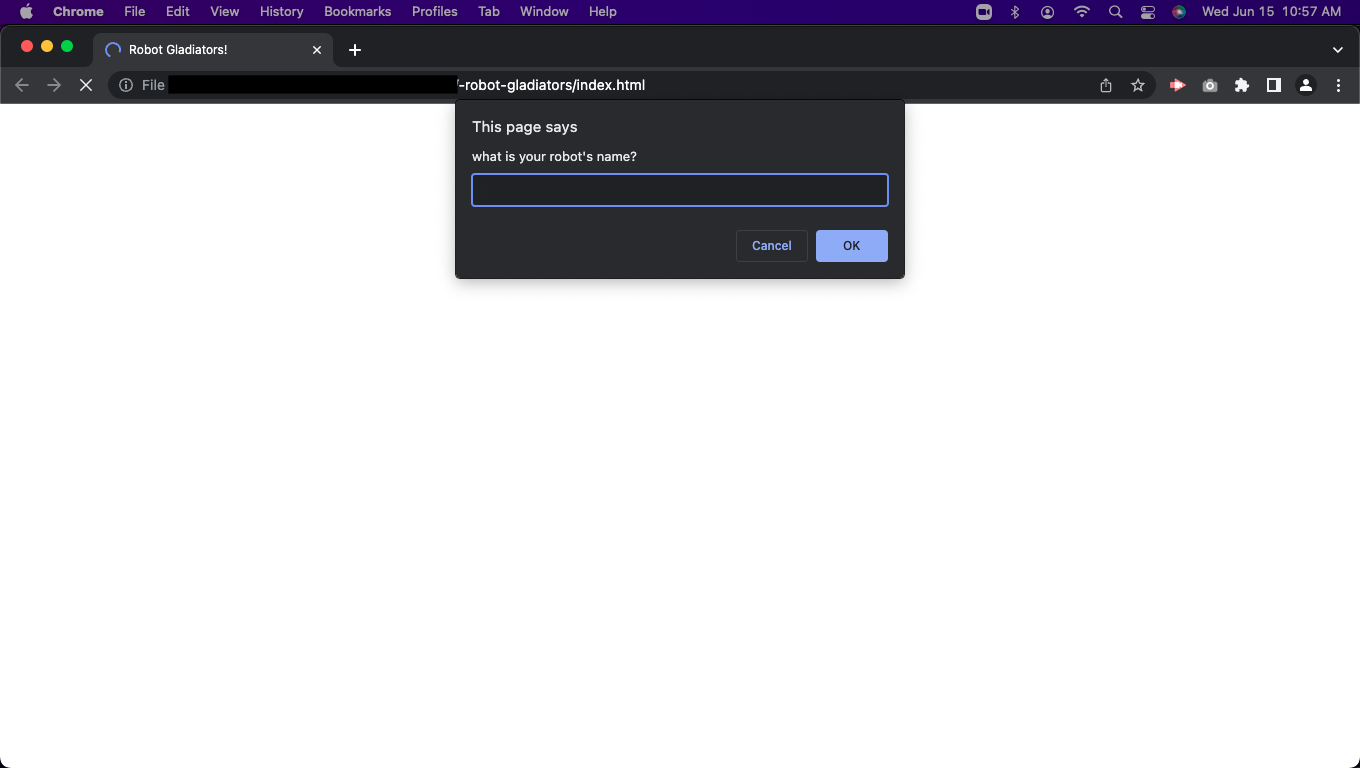 Chrome File Edit View History Bookmarks Profiles Tab Window Help Wed Jun 15 10:57 AM
Robot Gladiators!
File /-robot-gladiators/index.html
This page says
what is your robot's name?
Cancel OK